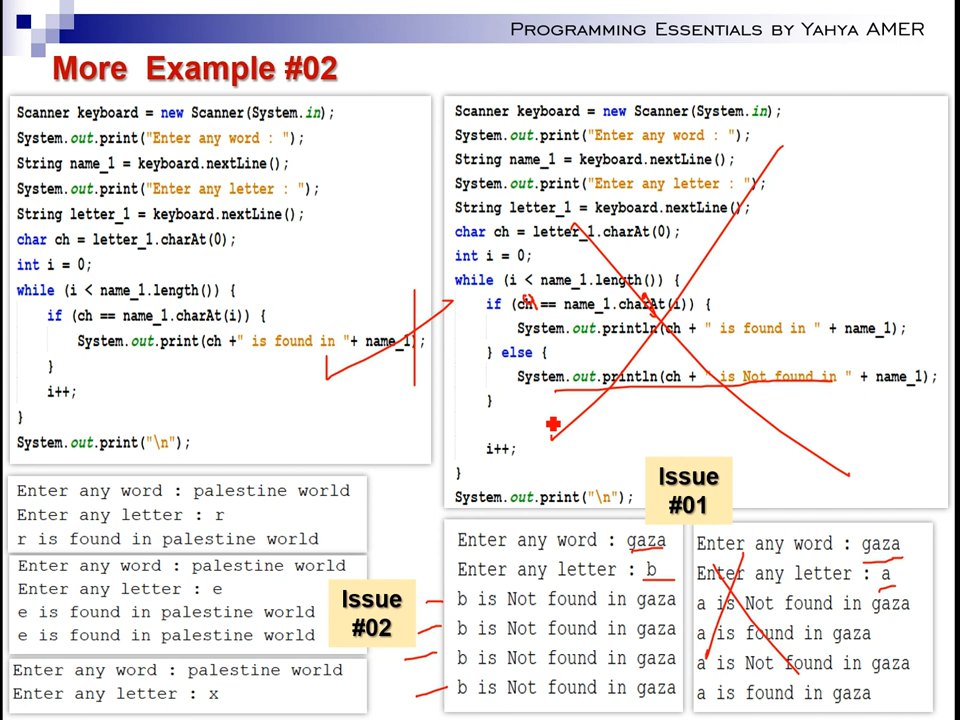 Programming Essentials by Yahya AMER
More Example #02
Scanner keyboard = new Scanner(System.in);
System.out.print("Enter any word : ");
String name_1 = keyboard.nextLine();
System.out.print("Enter any letter : ");
String letter_1 = keyboard.nextLine();
char ch = letter_1.charAt(0);
int i = 0;
while (i < name_1.length()) {
if (ch == name_1.charAt(i)) {
System.out.print(ch +" is found in "+ name_1);
}
i++;
}
System.out.print("\n");
Scanner keyboard = new Scanner(System.in);
System.out.print("Enter any word : ");
String name_1 = keyboard.nextLine();
System.out.print("Enter any letter : ");
String letter_1 = keyboard.nextLine();
char ch = letter_1.charAt(0);
int i = 0;
while (i < name_1.length()) {
if (ch == name_1.charAt(i)) {
System.out.println(ch + " is found in " + name_1);
} else {
System.out.println(ch + " is Not found in " + name_1);
}
i++;
}
System.out.print("\n");
Enter any word : palestine world
Enter any letter : r
r is found in palestine world
Enter any word : palestine world
Enter any letter : e
e is found in palestine world
e is found in palestine world
Enter any word : palestine world
Enter any letter : x
Issue
#02
Issue
#01
Enter any word : gaza
Enter any letter : b
b is Not found in gaza
b is Not found in gaza
b is Not found in gaza
b is Not found in gaza
Enter any word : gaza
Enter any letter : a
a is Not found in gaza
a is found in gaza
a is Not found in gaza
a is found in gaza